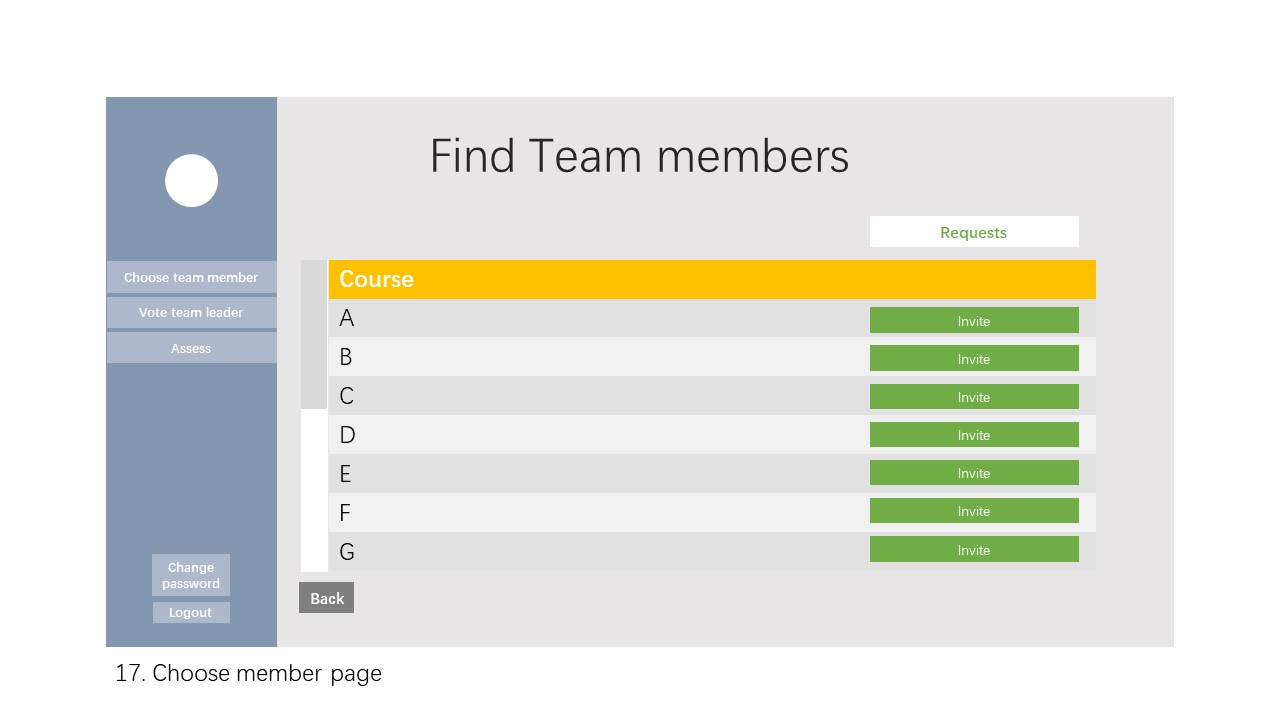 Find Team members
Requests
Choose team member
Vote team leader
Assess
Course
A Invite
B Invite
C Invite
D Invite
E Invite
F Invite
G Invite
Change
password
Logout
Back
17. Choose member page